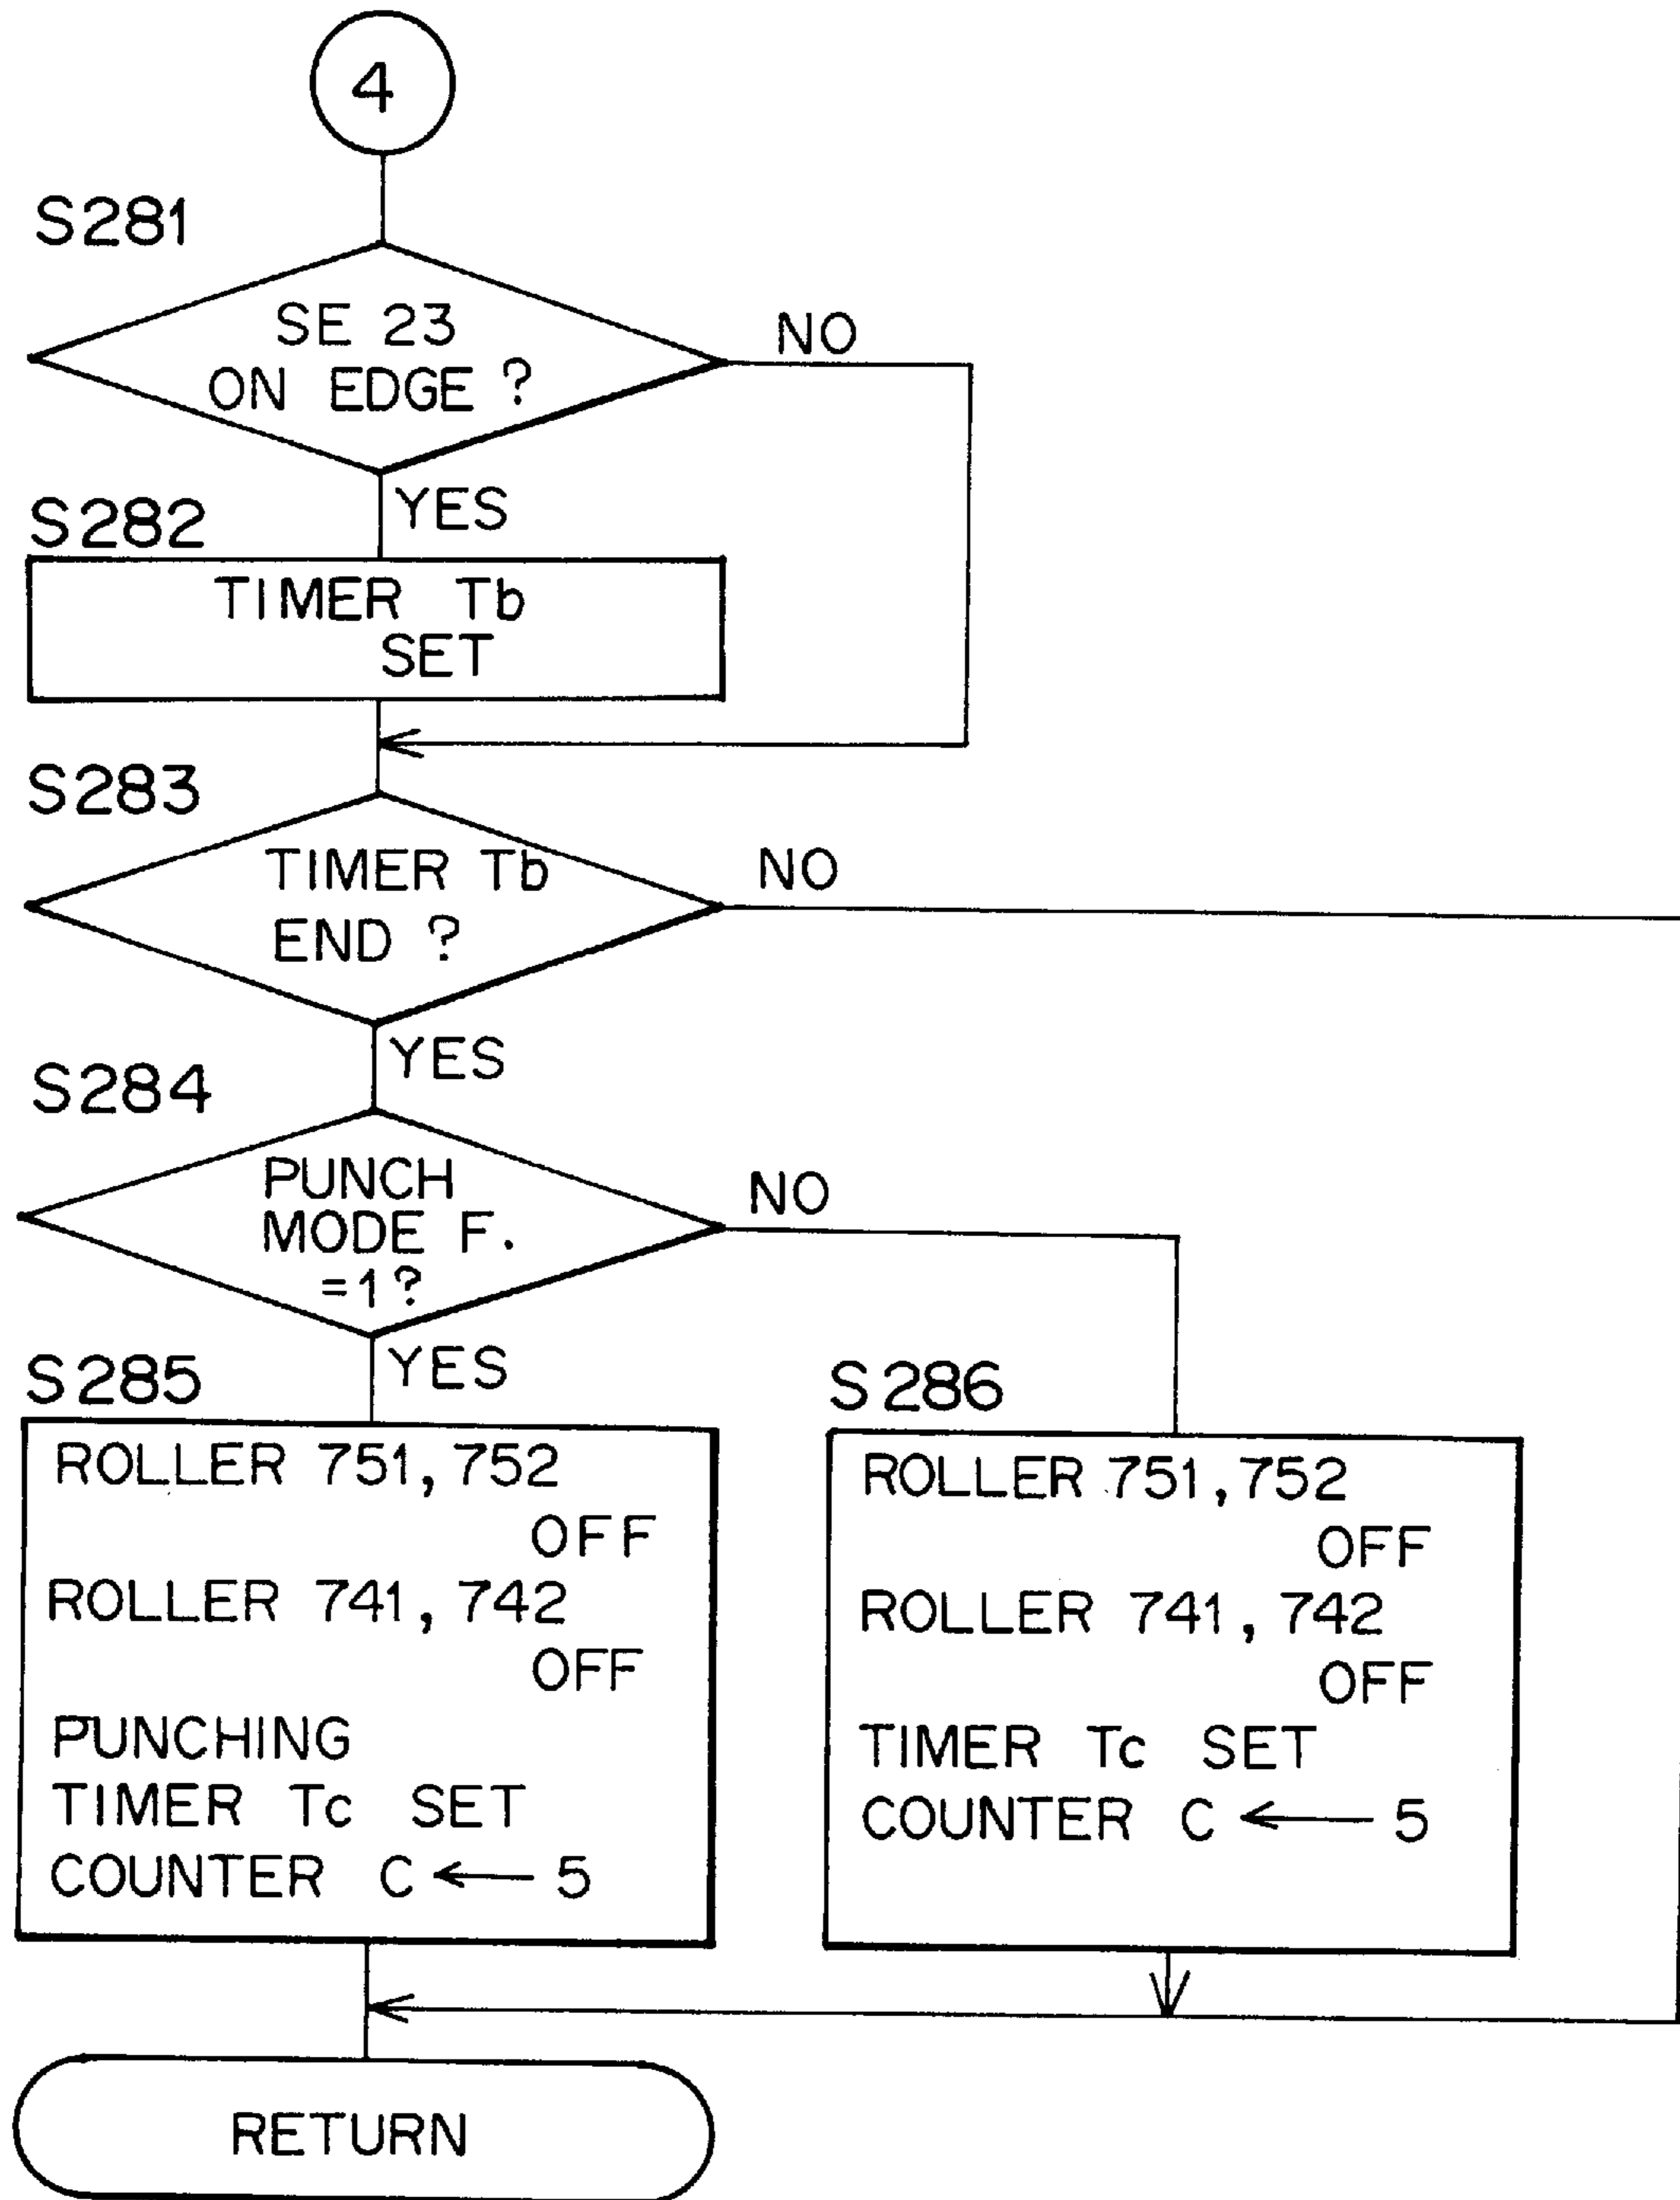 4
S281
SE 23
ON EDGE ?
NO
YES
S282
TIMER Tb
SET
S283
TIMER Tb
END ?
NO
YES
S284
PUNCH
MODE F.
=1?
NO
YES
S285
ROLLER 751, 752
OFF
ROLLER 741, 742
OFF
PUNCHING
TIMER Tc SET
COUNTER C ← 5
S286
ROLLER 751, 752
OFF
ROLLER 741, 742
OFF
TIMER Tc SET
COUNTER C ← 5
RETURN